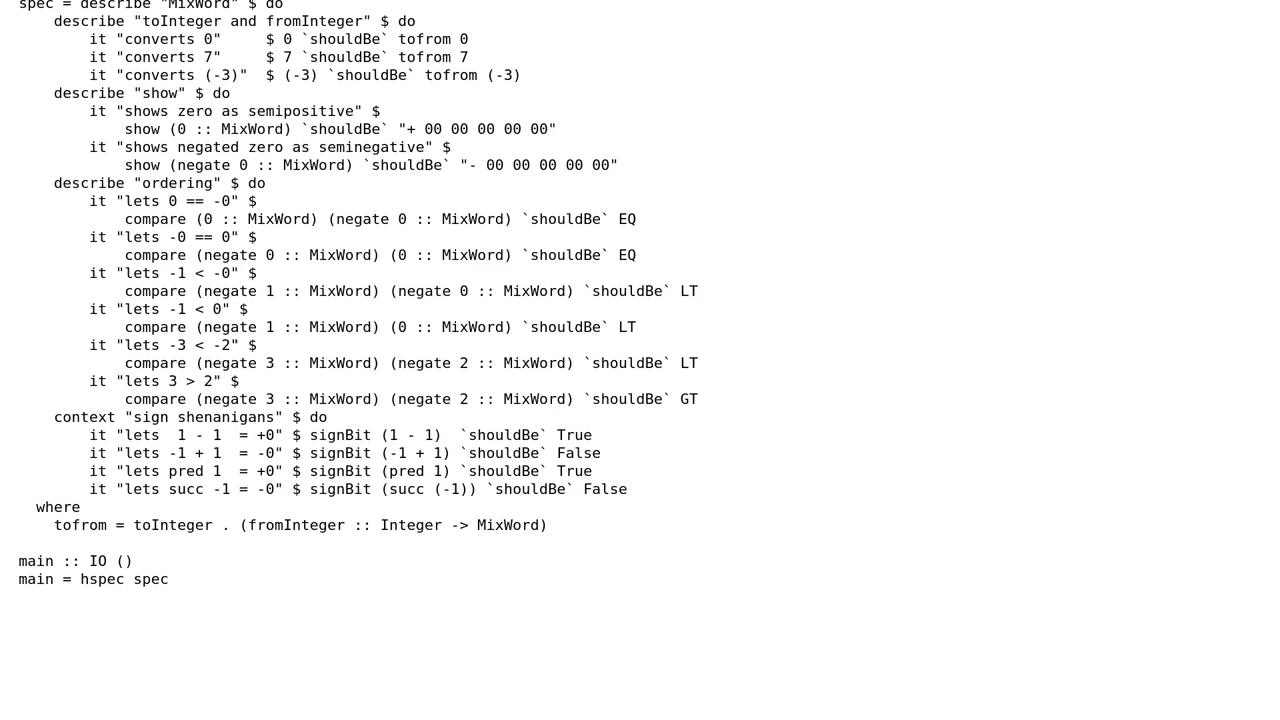 spec = describe "MixWord" $ do
    describe "toInteger and fromInteger" $ do
        it "converts 0"     $ 0 `shouldBe` tofrom 0
        it "converts 7"     $ 7 `shouldBe` tofrom 7
        it "converts (-3)"  $ (-3) `shouldBe` tofrom (-3)
    describe "show" $ do
        it "shows zero as semipositive" $
            show (0 :: MixWord) `shouldBe` "+ 00 00 00 00 00"
        it "shows negated zero as seminegative" $
            show (negate 0 :: MixWord) `shouldBe` "- 00 00 00 00 00"
    describe "ordering" $ do
        it "lets 0 == -0" $
            compare (0 :: MixWord) (negate 0 :: MixWord) `shouldBe` EQ
        it "lets -0 == 0" $
            compare (negate 0 :: MixWord) (0 :: MixWord) `shouldBe` EQ
        it "lets -1 < -0" $
            compare (negate 1 :: MixWord) (negate 0 :: MixWord) `shouldBe` LT
        it "lets -1 < 0" $
            compare (negate 1 :: MixWord) (0 :: MixWord) `shouldBe` LT
        it "lets -3 < -2" $
            compare (negate 3 :: MixWord) (negate 2 :: MixWord) `shouldBe` LT
        it "lets 3 > 2" $
            compare (negate 3 :: MixWord) (negate 2 :: MixWord) `shouldBe` GT
    context "sign shenanigans" $ do
        it "lets  1 - 1  = +0" $ signBit (1 - 1)  `shouldBe` True
        it "lets -1 + 1  = -0" $ signBit (-1 + 1) `shouldBe` False
        it "lets pred 1  = +0" $ signBit (pred 1) `shouldBe` True
        it "lets succ -1 = -0" $ signBit (succ (-1)) `shouldBe` False
  where
    tofrom = toInteger . (fromInteger :: Integer -> MixWord)

main :: IO ()
main = hspec spec